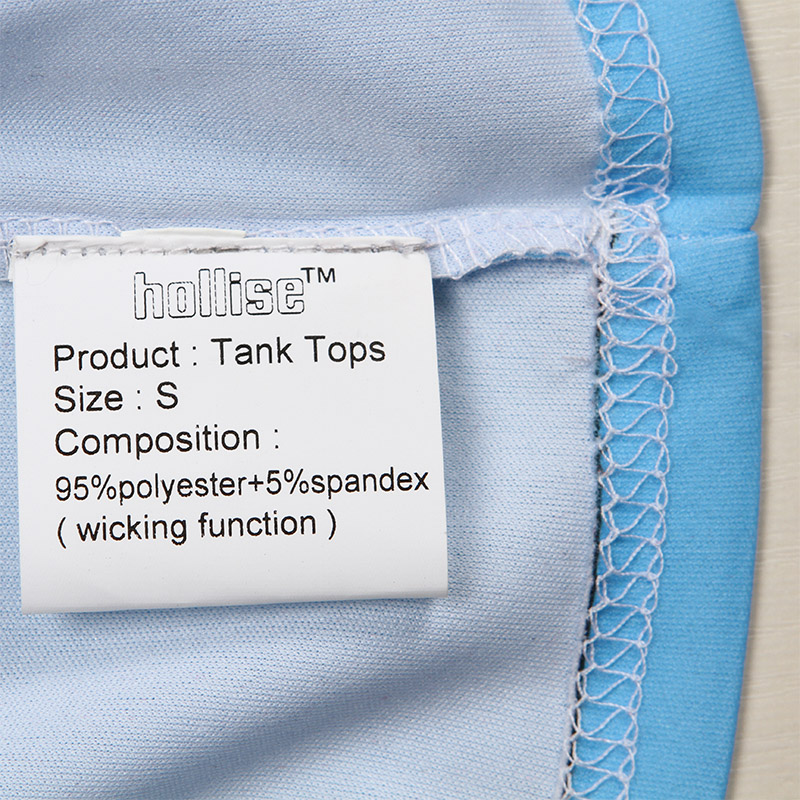 hollise™
Product : Tank Tops
Size : S
Composition :
95%polyester+5%spandex
( wicking function )